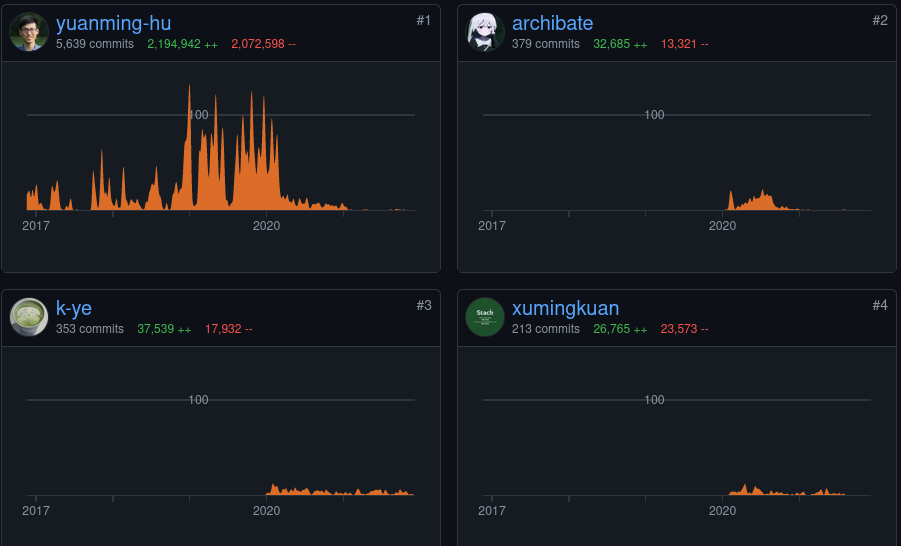 yuanming-hu #1
5,639 commits 2,194,942 ++ 2,072,598 --
100
2017 2020
archibate #2
379 commits 32,685 ++ 13,321 --
100
2017 2020
k-ye #3
353 commits 37,539 ++ 17,932 --
100
2017 2020
xumingkuan #4
Stack
213 commits 26,765 ++ 23,573 --
100
2017 2020